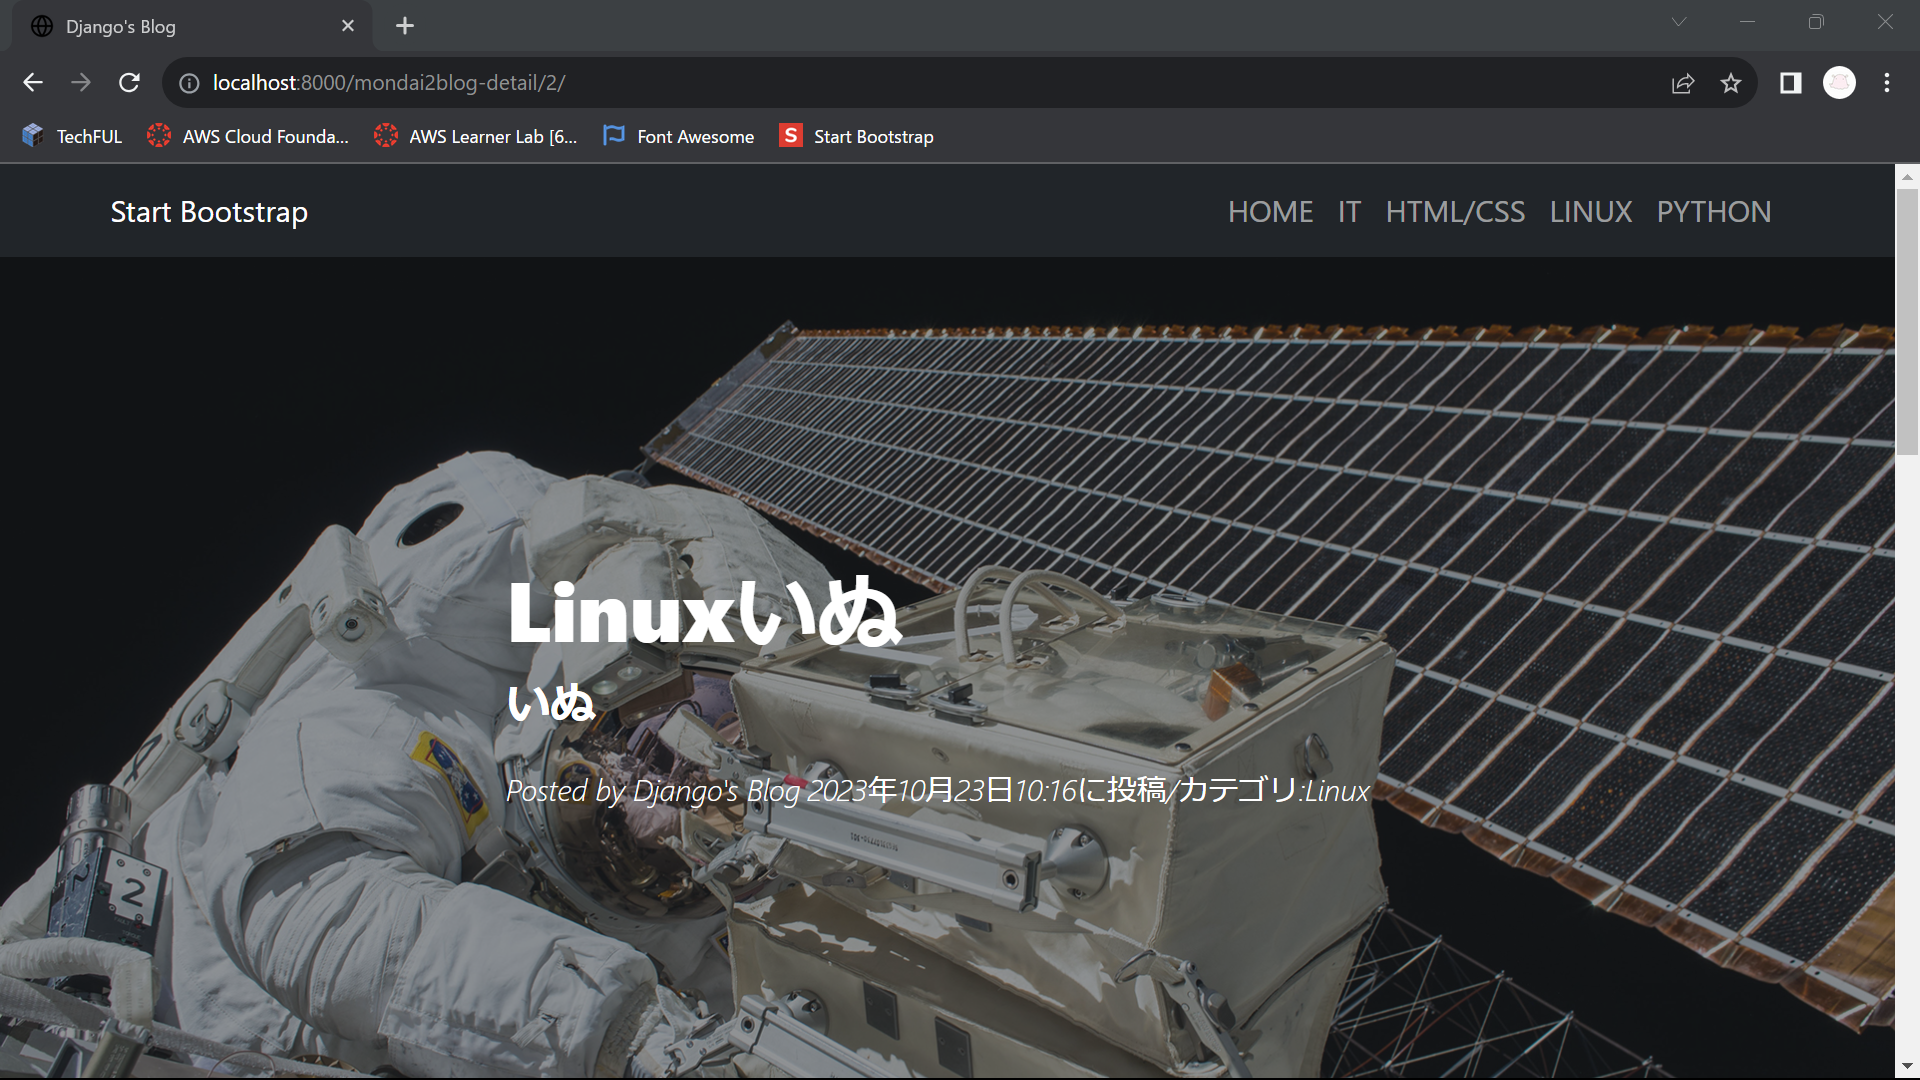 Django's Blog
localhost:8000/mondai2blog-detail/2/
TechFUL AWS Cloud Founda... AWS Learner Lab [6... Font Awesome S Start Bootstrap
Start Bootstrap HOME IT HTML/CSS LINUX PYTHON
Linuxいぬ
いぬ
Posted by Django's Blog 2023年10月23日10:16に投稿/カテゴリ:Linux
2